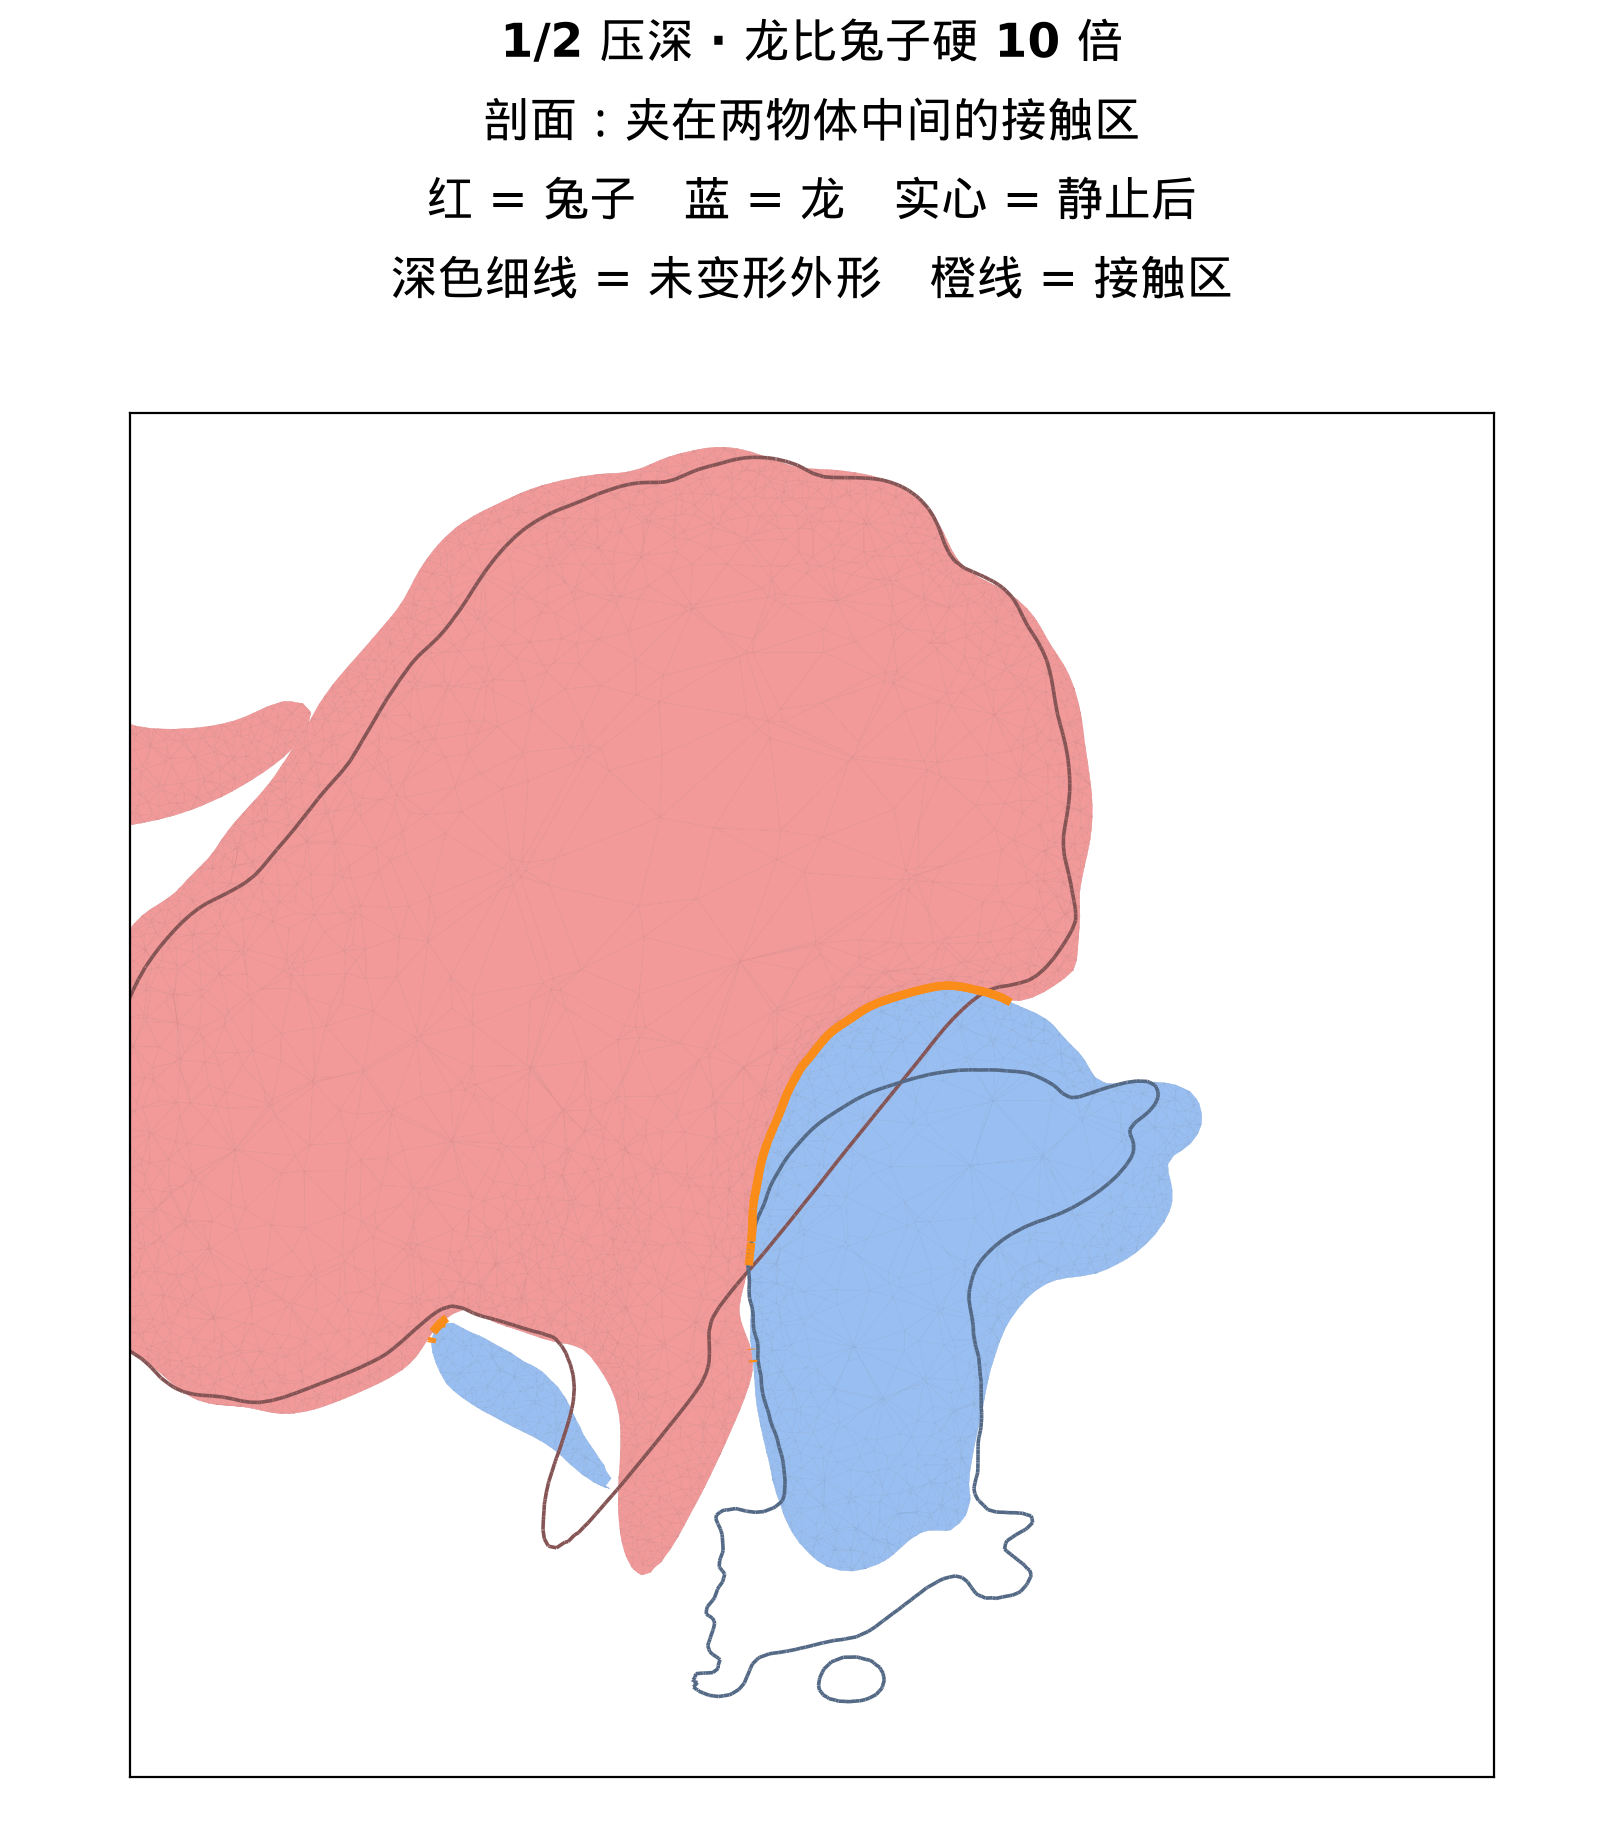 1/2 压深 · 龙比兔子硬 10 倍
剖面：夹在两物体中间的接触区
红 = 兔子　蓝 = 龙　实心 = 静止后
深色细线 = 未变形外形　橙线 = 接触区